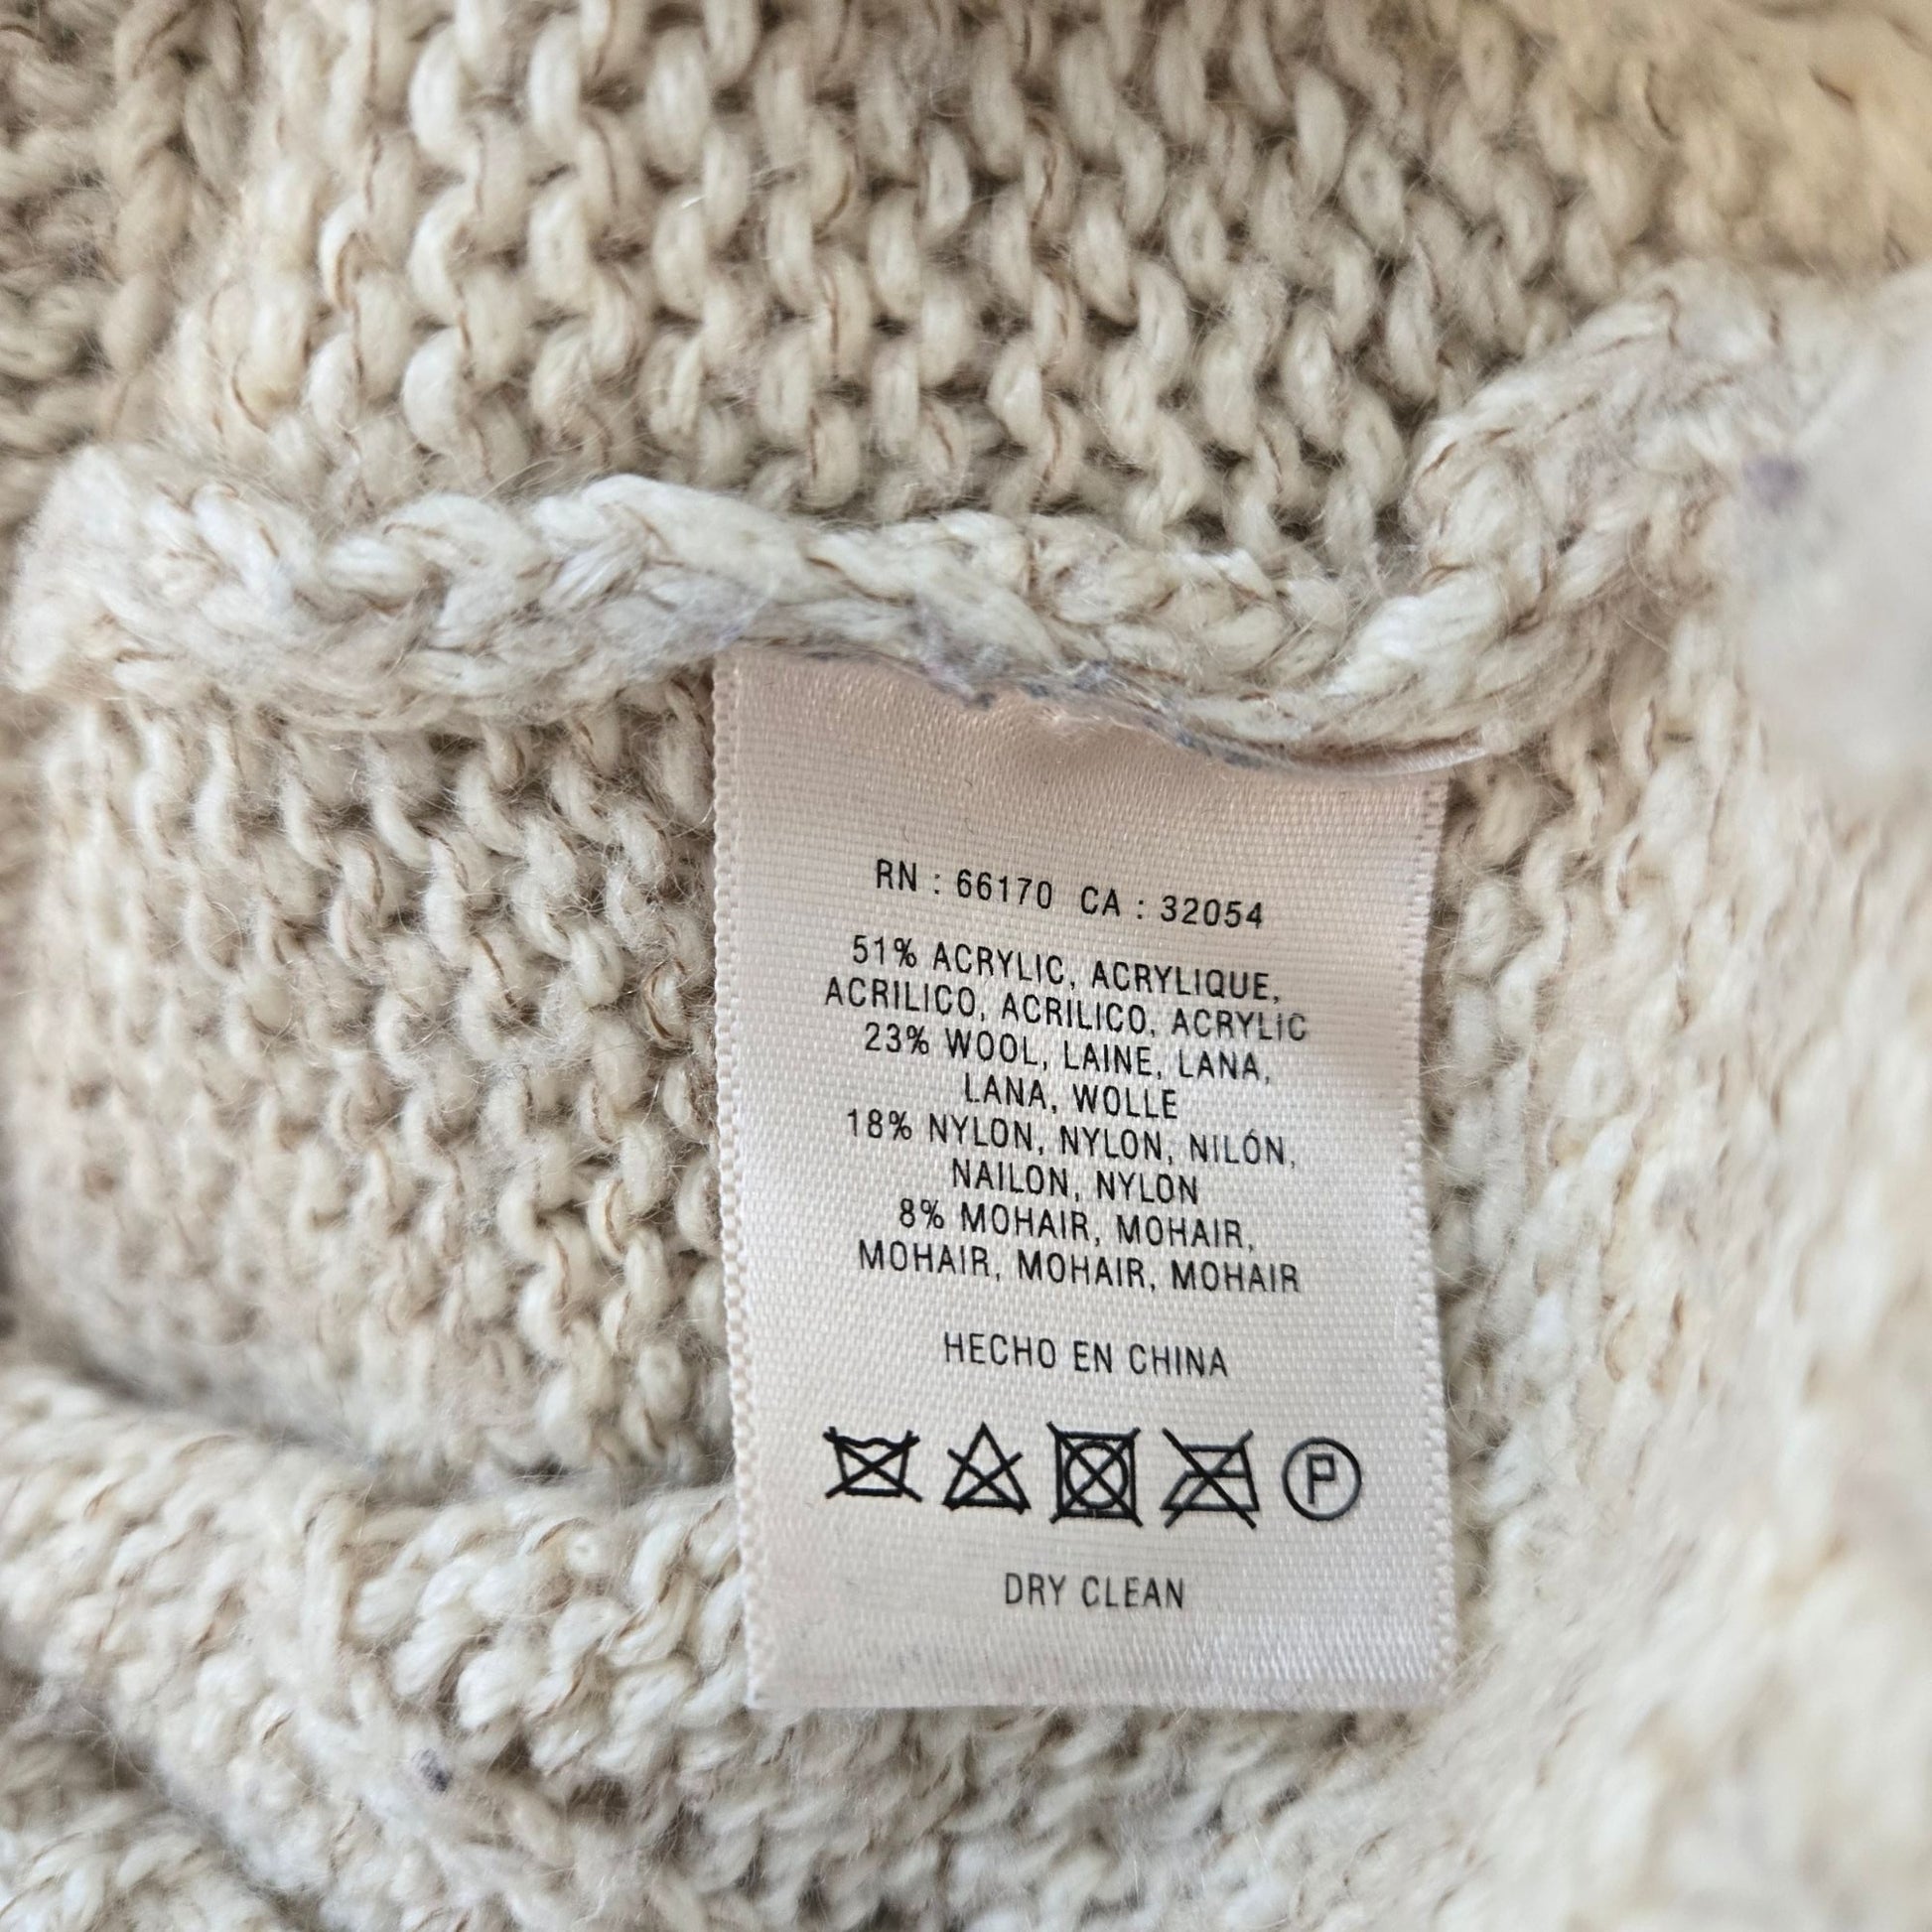 RN : 66170 CA : 32054
51% ACRYLIC, ACRYLIQUE,
ACRILICO, ACRILICO, ACRYLIC
23% WOOL, LAINE, LANA,
LANA, WOLLE
18% NYLON, NYLON, NILÓN,
NAILON, NYLON
8% MOHAIR, MOHAIR,
MOHAIR, MOHAIR, MOHAIR
HECHO EN CHINA
P
DRY CLEAN